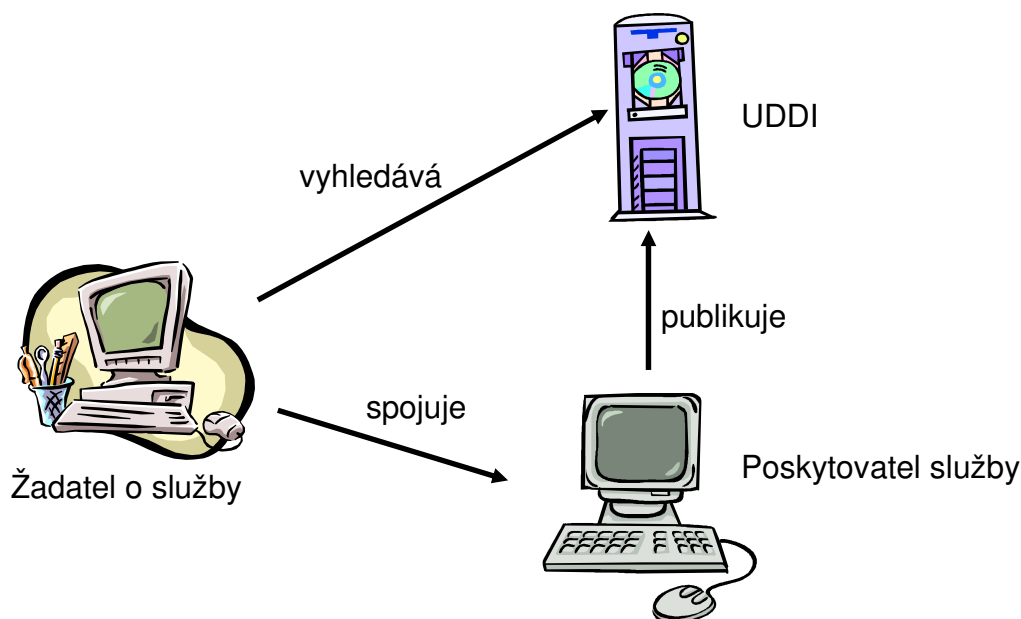 UDDI
vyhledává
publikuje
spojuje
Poskytovatel služby
Žadatel o služby